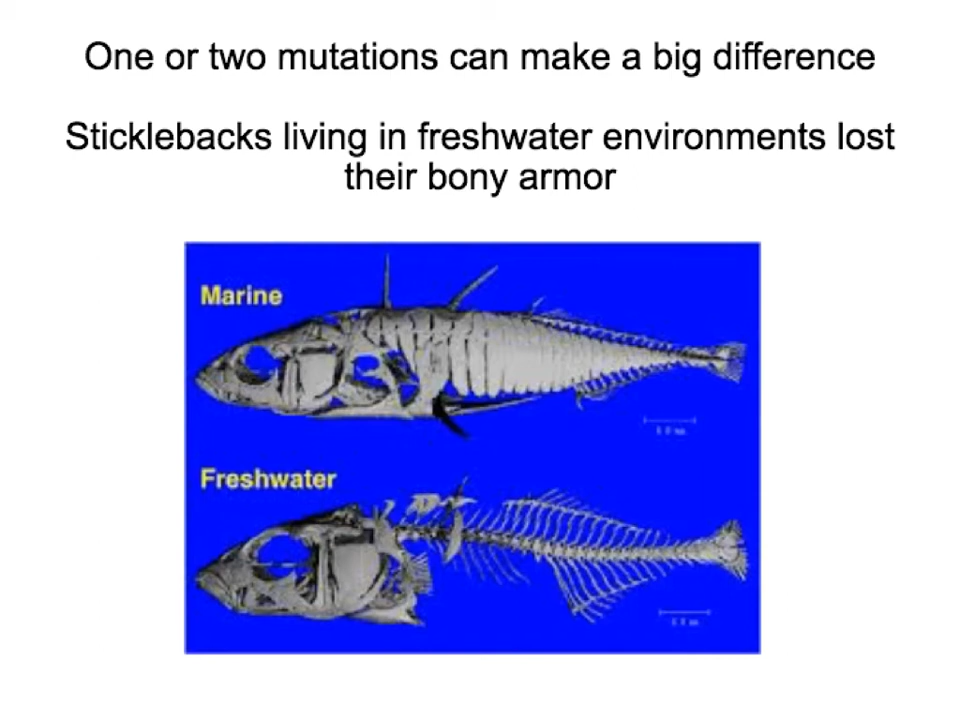 One or two mutations can make a big difference
Sticklebacks living in freshwater environments lost
their bony armor
Marine
Freshwater